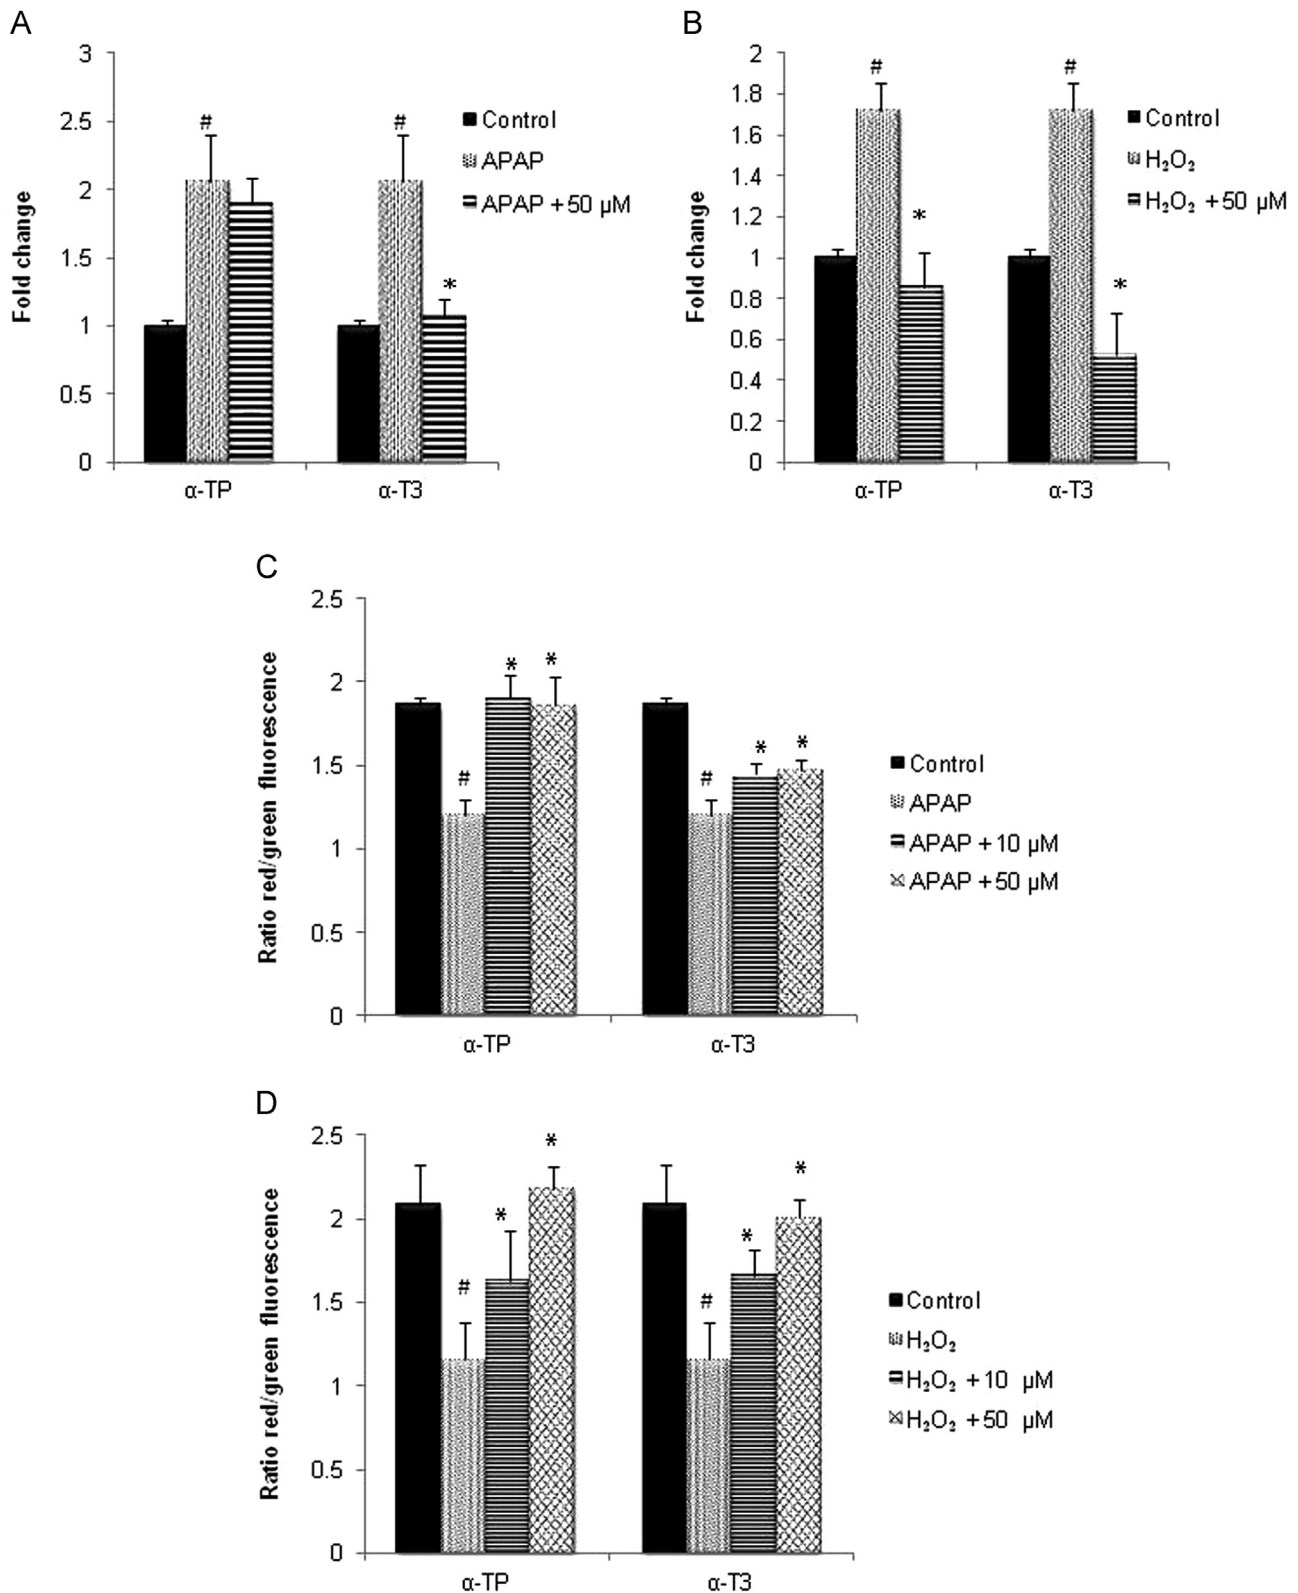 A
Fold change
3
2.5
2
1.5
1
0.5
0
#
#
*
α-TP
α-T3
Control
APAP
APAP +50 µM
B
Fold change
2
1.8
1.6
1.4
1.2
1
0.8
0.6
0.4
0.2
0
#
#
*
*
α-TP
α-T3
Control
H₂O₂
H₂O₂ +50 µM
C
Ratio red/green fluorescence
2.5
2
1.5
1
0.5
0
* *
#
* *
#
α-TP
α-T3
Control
APAP
APAP +10 µM
APAP +50 µM
D
Ratio red/green fluorescence
2.5
2
1.5
1
0.5
0
*
*
#
*
*
#
α-TP
α-T3
Control
H₂O₂
H₂O₂ +10 µM
H₂O₂ +50 µM